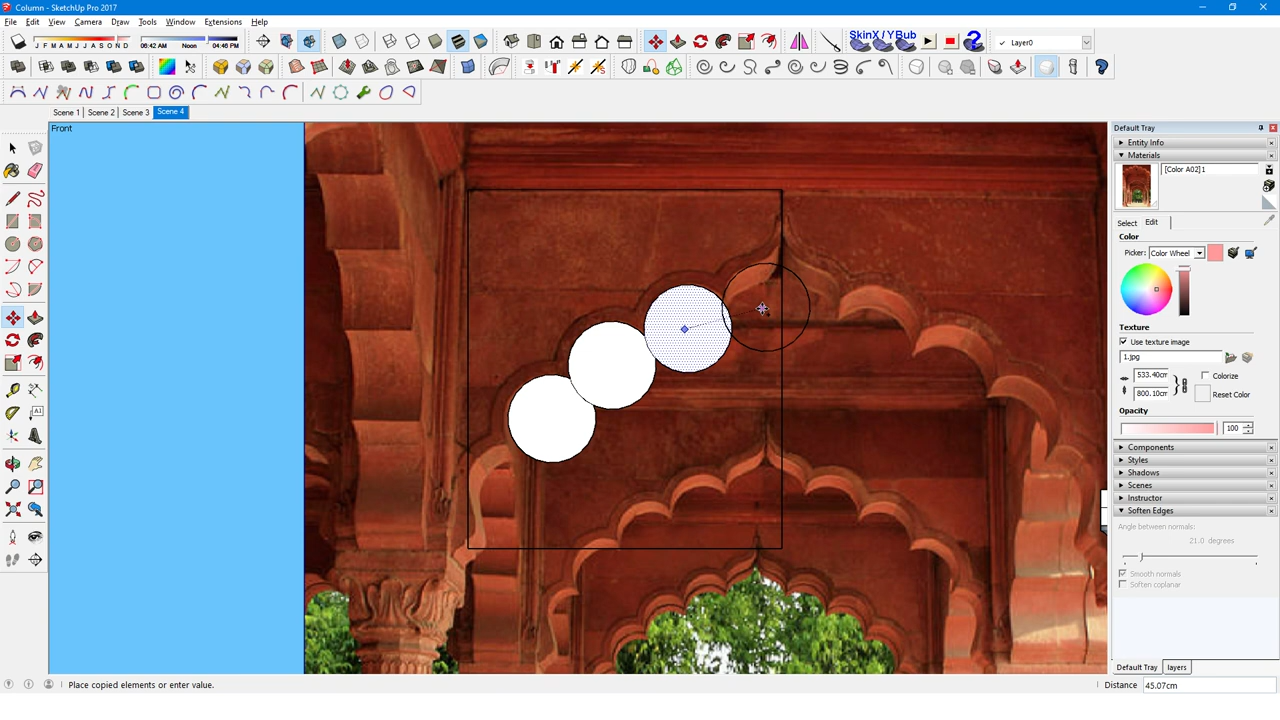 Column - SketchUp Pro 2017
File Edit View Camera Draw Tools Window Extensions Help
J F M A M J J A S O N D 06:42 AM Noon 04:46 PM SkinX / YBub Layer0
Scene 1 Scene 2 Scene 3 Scene 4
Front
Default Tray
Entity Info
Materials
[Color A02]1
Select Edit
Color
Picker: Color Wheel
Texture
Use texture image
1.jpg
533.40cm Colorize
800.10cm Reset Color
Opacity
100
Components
Styles
Shadows
Scenes
Instructor
Soften Edges
Angle between normals:
21.0 degrees
Smooth normals
Soften coplanar
Default Tray layers
Place copied elements or enter value. Distance 45.07cm